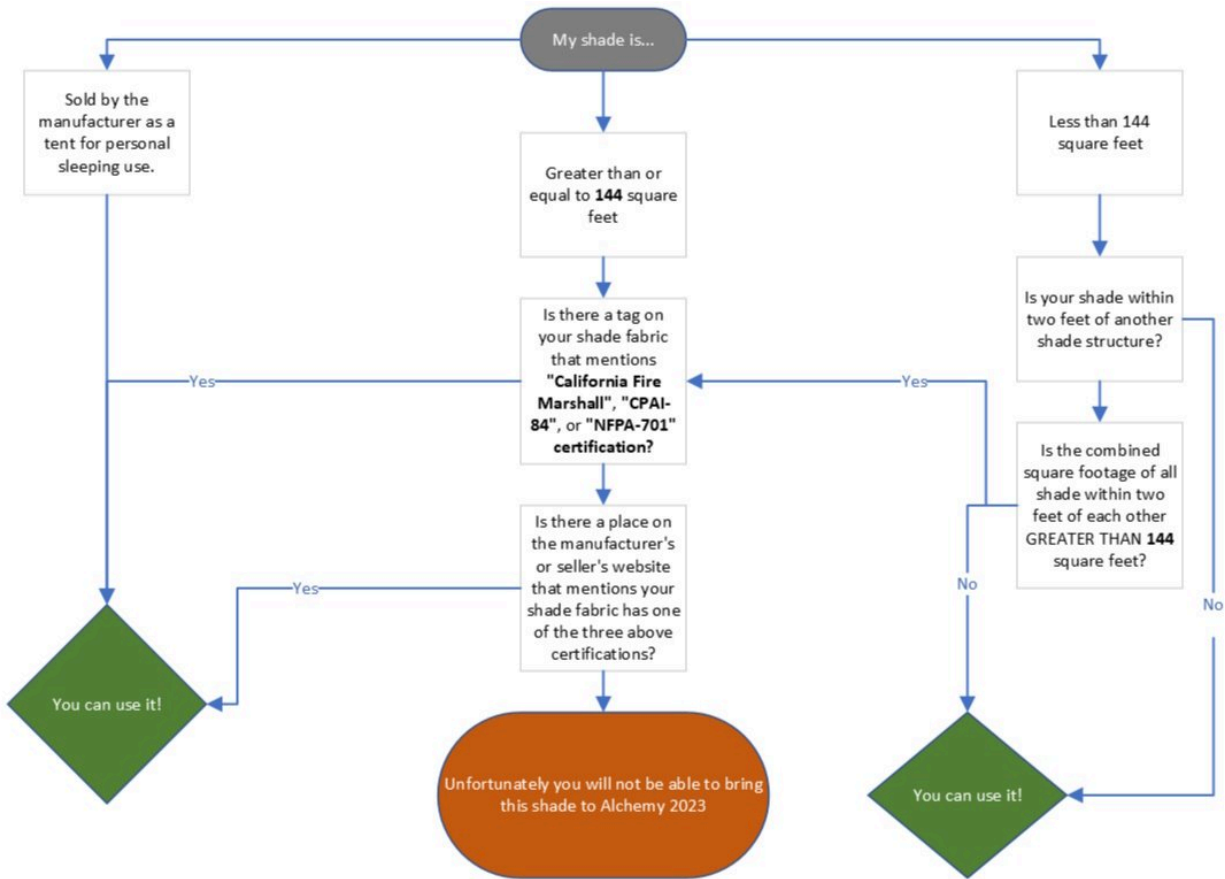 My shade is...
Sold by the
manufacturer as a
tent for personal
sleeping use.
Greater than or
equal to 144 square
feet
Less than 144
square feet
Is there a tag on
your shade fabric
that mentions
"California Fire
Marshall", "CPAI-
84", or "NFPA-701"
certification?
Is your shade within
two feet of another
shade structure?
Yes
Yes
Is the combined
square footage of all
shade within two
feet of each other
GREATER THAN 144
square feet?
Is there a place on
the manufacturer's
or seller's website
that mentions your
shade fabric has one
of the three above
certifications?
Yes
No
No
You can use it!
Unfortunately you will not be able to bring
this shade to Alchemy 2023
You can use it!